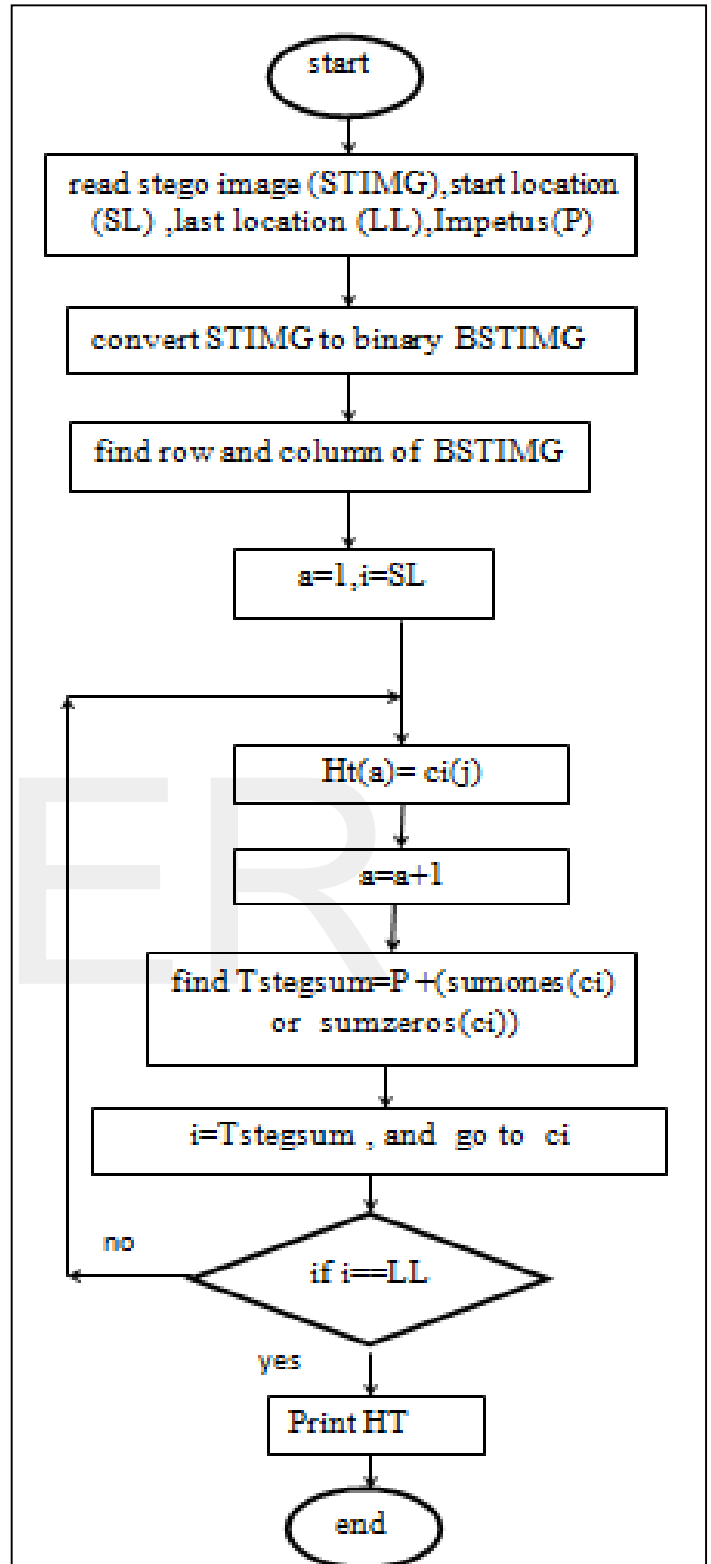 start
read stego image (STIMG),start location
(SL) ,last location (LL),Impetus(P)
convert STIMG to binary BSTIMG
find row and column of BSTIMG
a=1,i=SL
Ht(a)= ci(j)
a=a+1
find Tstegsum=P+(sumones(ci)
or sumzeros(ci))
i=Tstegsum , and go to ci
if i==LL
no
yes
Print HT
end
ER